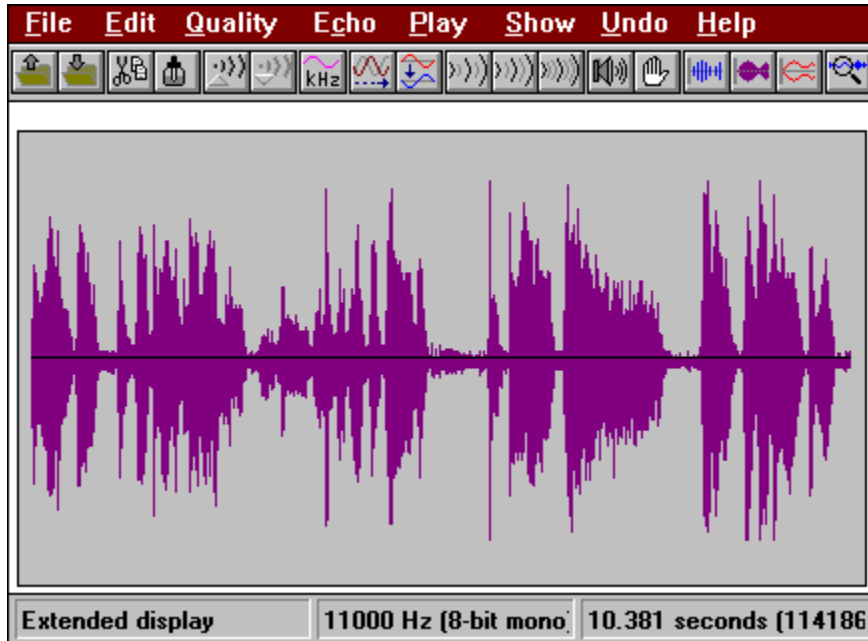 File Edit Quality Echo Play Show Undo Help
kHz
Extended display 11000 Hz (8-bit mono) 10.381 seconds (114186